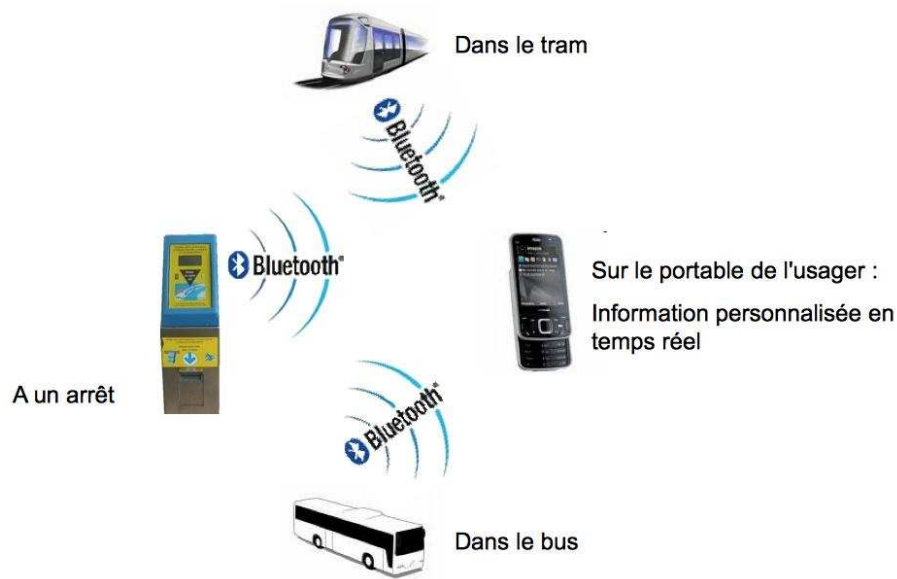 Dans le tram
Bluetooth®
Bluetooth®
Sur le portable de l'usager :
Information personnalisée en
temps réel
A un arrêt
Bluetooth®
Dans le bus